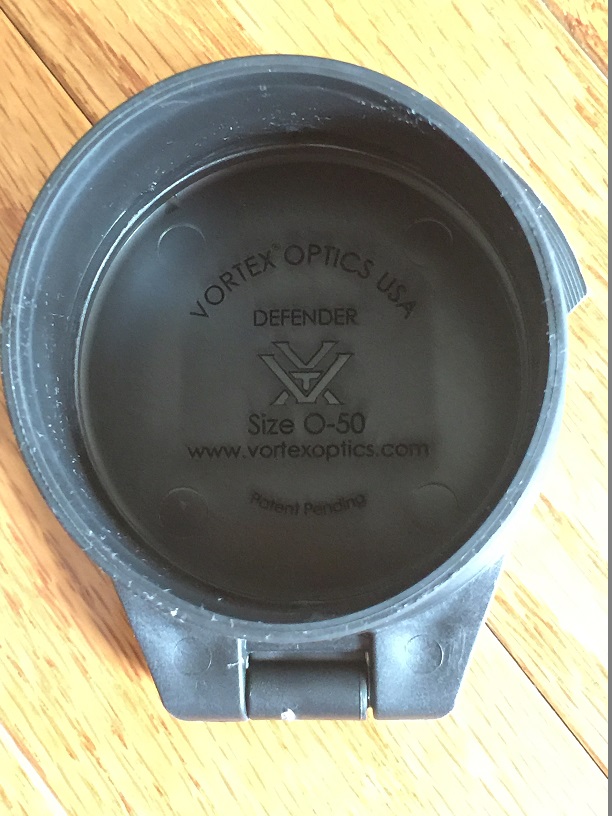 VORTEX® OPTICS USA
DEFENDER
Size O-50
www.vortexoptics.com
Patent Pending